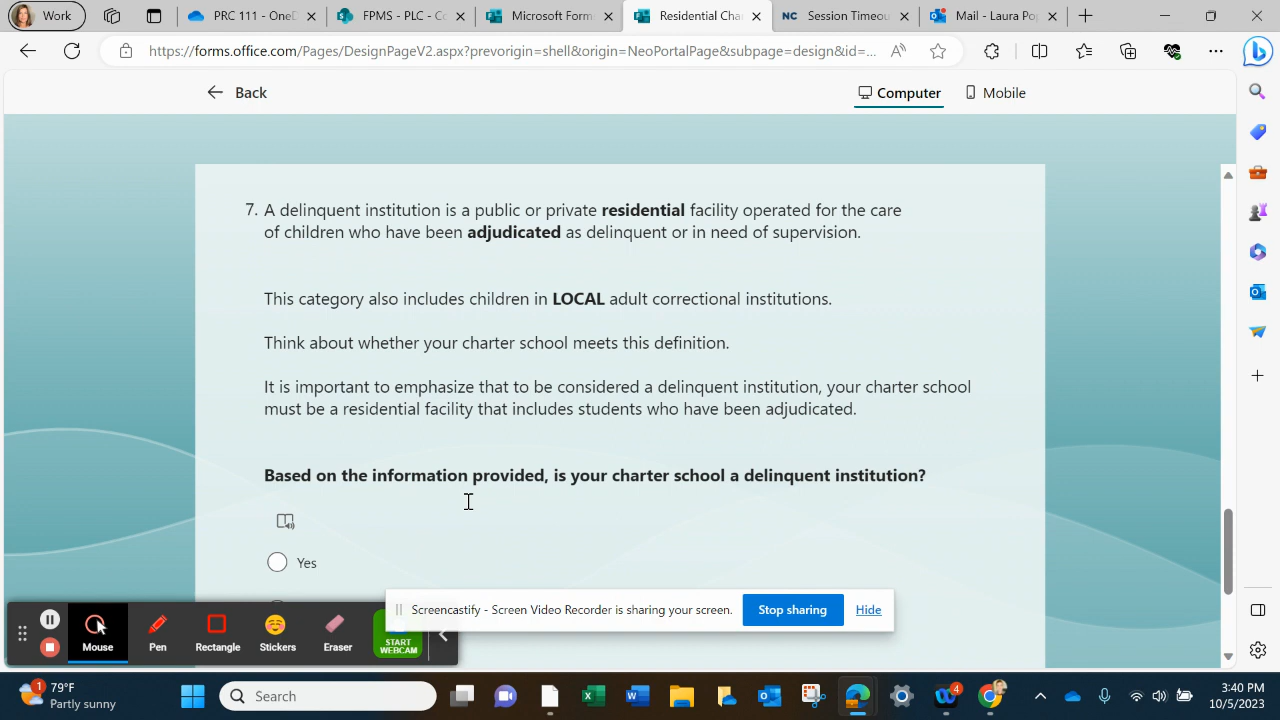 Work
PRC 111 - OneD
FPMS - PLC - Co
Microsoft Form
Residential Cha
NC
Session Timeou
Mail - Laura Pop
https://forms.office.com/Pages/DesignPageV2.aspx?prevorigin=shell&origin=NeoPortalPage&subpage=design&id=...
Back
Computer
Mobile
7. A delinquent institution is a public or private residential facility operated for the care
of children who have been adjudicated as delinquent or in need of supervision.
This category also includes children in LOCAL adult correctional institutions.
Think about whether your charter school meets this definition.
It is important to emphasize that to be considered a delinquent institution, your charter school
must be a residential facility that includes students who have been adjudicated.
Based on the information provided, is your charter school a delinquent institution?
Yes
Screencastify - Screen Video Recorder is sharing your screen.
Stop sharing
Hide
Mouse
Pen
Rectangle
Stickers
Eraser
START
WEBCAM
1
79°F
Partly sunny
Search
4
3:40 PM
10/5/2023